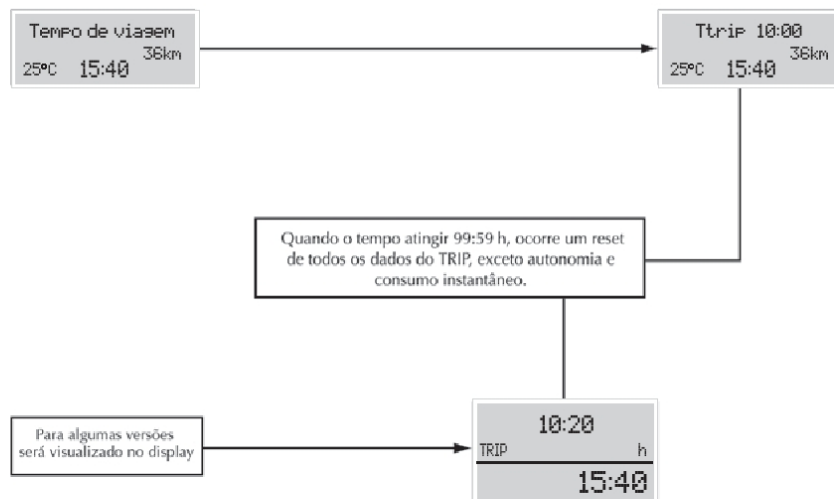 Tempo de viagem
36km
25ºC 15:40
Ttrip 10:00
36km
25ºC 15:40
Quando o tempo atingir 99:59 h, ocorre um reset
de todos os dados do TRIP, exceto autonomia e
consumo instantâneo.
Para algumas versões
será visualizado no display
10:20
TRIP h
15:40